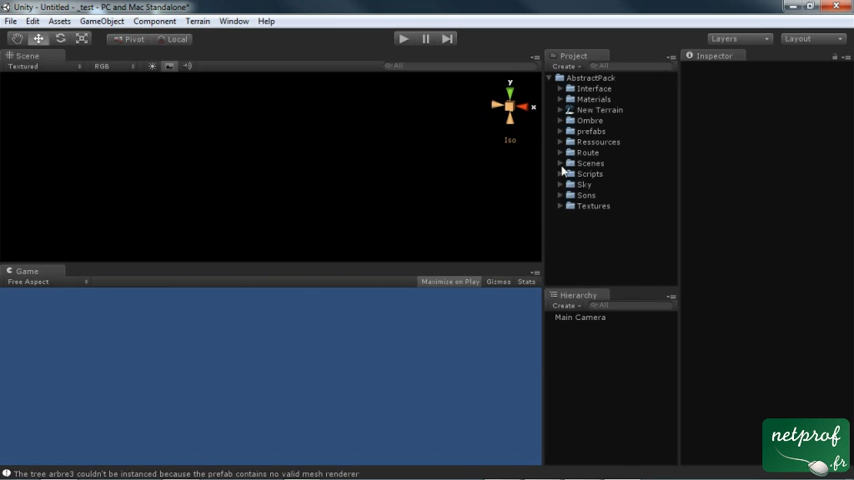 Unity - Untitled - _test - PC and Mac Standalone*
File Edit Assets GameObject Component Terrain Window Help
Pivot Local Layers Layout
Scene
Textured RGB All
y
x
Iso
Game
Free Aspect Maximize on Play Gizmos Stats
Project
Create All
AbstractPack
Interface
Materials
New Terrain
Ombre
prefabs
Ressources
Route
Scenes
Scripts
Sky
Sons
Textures
Hierarchy
Create All
Main Camera
Inspector
The tree arbre3 couldn't be instanced because the prefab contains no valid mesh renderer
netprof
.fr